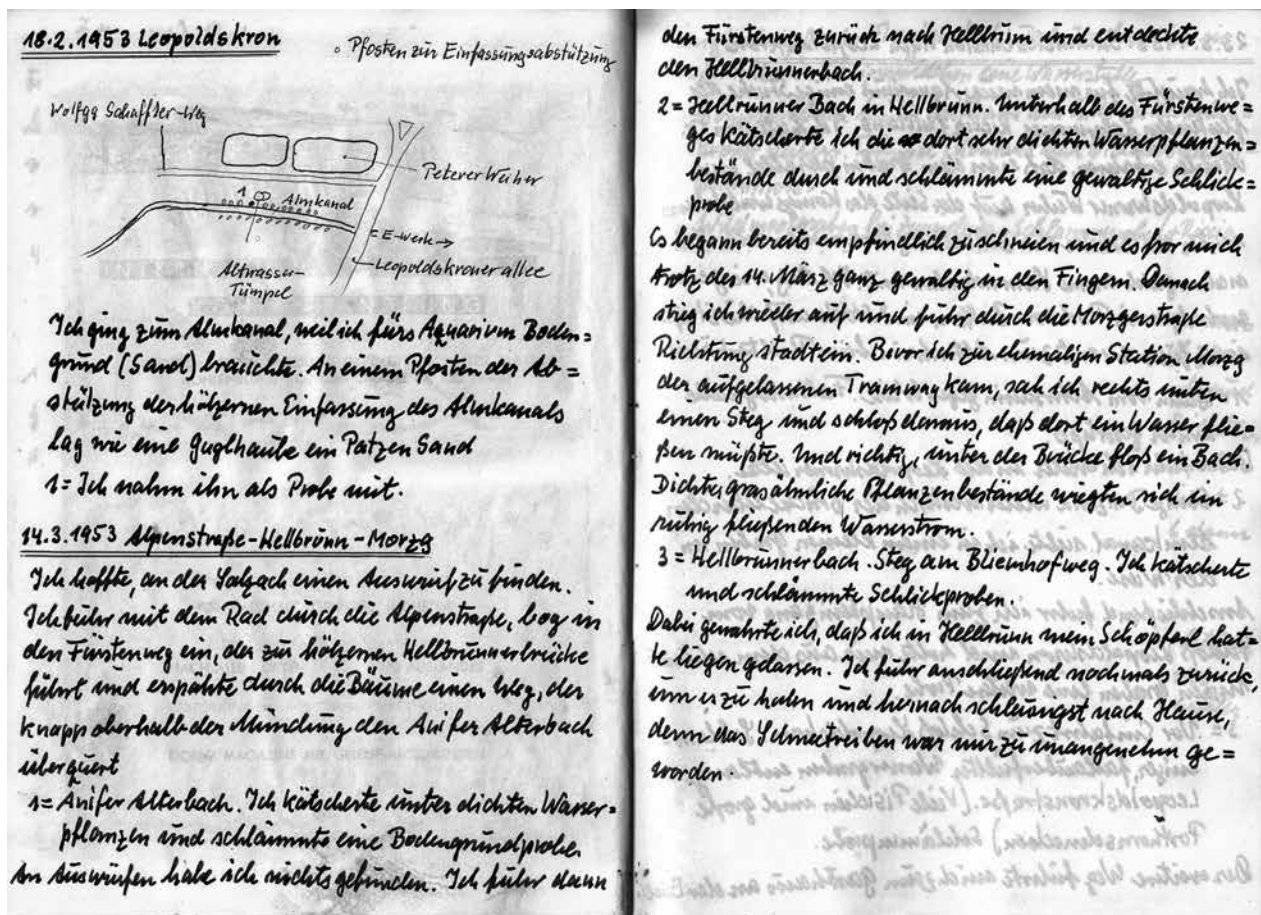 18.2.1953 Leopoldskron
∘ Pfosten zur Einfassungsabstützung
Wolfgg Schaffler-Weg
Peterer Weiher
1 Almkanal
= E-Werk →
Altwasser-
Tümpel
Leopoldskroner allee
Ich ging zum Almkanal, weil ich fürs Aquarium Boden=
grund (Sand) brauchte. An einem Pfosten der Ab=
stützung der hölzernen Einfassung des Almkanals
lag wie eine Guglhaube ein Patzen Sand
1 = Ich nahm ihn als Probe mit.
14.3.1953 Alpenstraße-Hellbrunn-Morzg
Ich hoffte, an der Salzach einen Auswurf zu finden.
Ich fuhr mit dem Rad durch die Alpenstraße, bog in
den Fürstenweg ein, der zur hölzernen Hellbrunnerbrücke
führt und erspähte durch die Bäume einen Weg, der
knapp oberhalb der Mündung den Anifer Alterbach
überquert
1 = Anifer Alterbach. Ich kätscherte unter dichten Wasser=
pflanzen und schlämmte eine Bodengrundprobe.
An Auswürfen habe ich nichts gefunden. Ich fuhr dann
den Fürstenweg zurück nach Hellbrunn und entdeckte
den Hellbrunnerbach.
2 = Hellbrunner Bach in Hellbrunn. Unterhalb des Fürstenwe=
ges kätscherte ich die dort sehr dichten Wasserpflanzen=
bestände durch und schlämmte eine gewaltige Schlick=
probe
Es begann bereits empfindlich zu schneien und es fror mich
trotz des 14. März ganz gewaltig in den Fingern. Danach
stieg ich wieder auf und fuhr durch die Morzgerstraße
Richtung stadtein. Bevor ich zur ehemaligen Station Morzg
der aufgelassenen Tramway kam, sah ich rechts unten
einen Steg und schloß daraus, daß dort ein Wasser flie=
ßen müßte. Und richtig, unter der Brücke floß ein Bach.
Dichte, grasähnliche Pflanzenbestände wiegten sich im
ruhig fließenden Wasserstrom.
3 = Hellbrunnerbach. Steg am Bliemhofweg. Ich kätscherte
und schlämmte Schlickproben.
Dabei gewahrte ich, daß ich in Hellbrunn mein Schöpferl hat=
te liegen gelassen. Ich fuhr anschließend nochmals zurück,
um es zu holen und hernach schleunigst nach Hause,
denn das Schneetreiben war mir zu unangenehm ge=
worden.